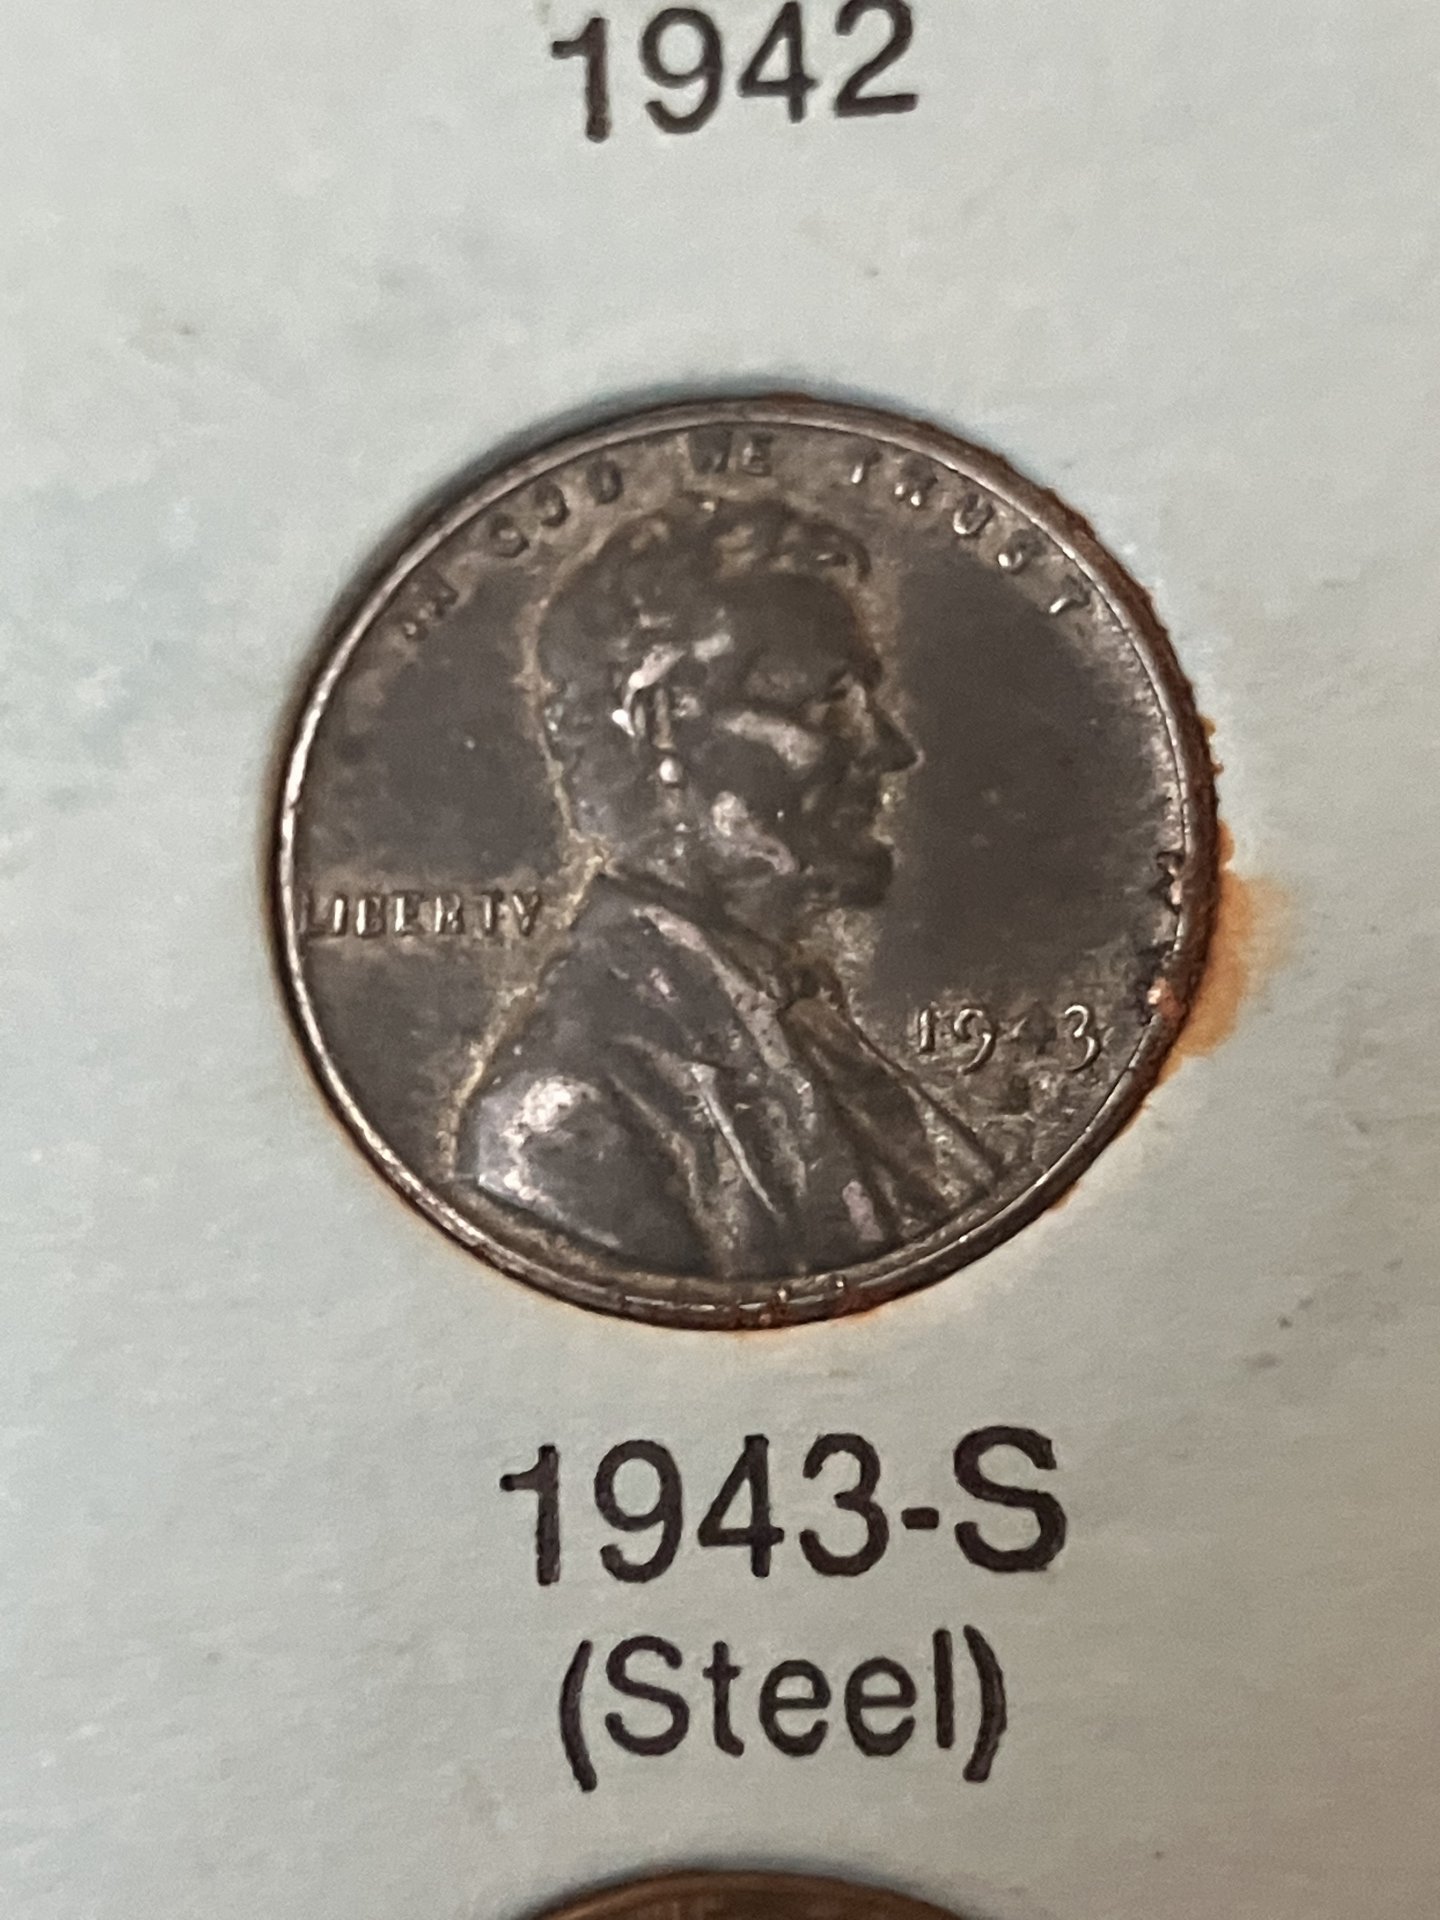 1942
IN GOD WE TRUST
LIBERTY
1943
1943-S
(Steel)